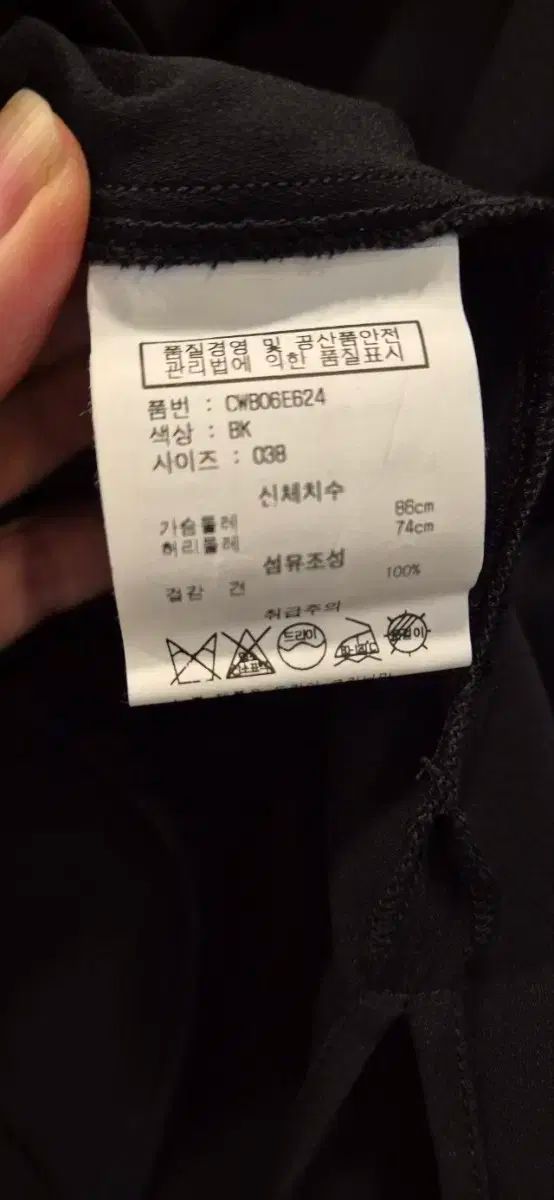 품질경영 및 공산품안전
관리법에 의한 품질표시
품번 : CWB06E624
색상 : BK
사이즈 : 038
신체치수
가슴둘레 86cm
허리둘레 74cm
섬유조성
겉감 견 100%
취급주의
드라이